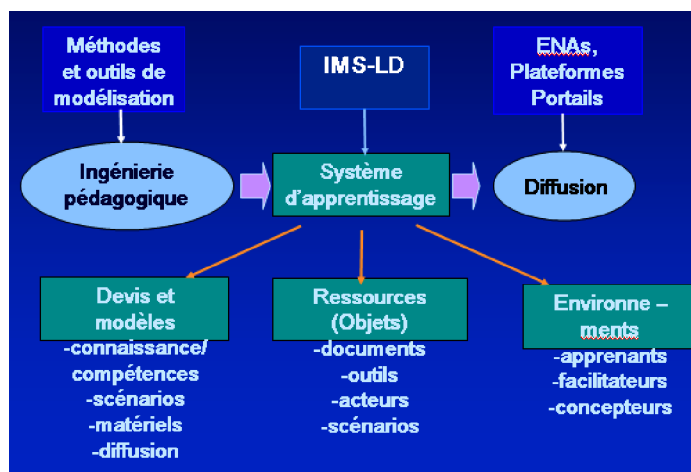 Méthodes
et outils de
modélisation
IMS-LD
ENAs,
Plateformes
Portails
Ingénierie
pédagogique
Système
d'apprentissage
Diffusion
Devis et
modèles
-connaissance/
compétences
-scénarios
-matériels
-diffusion
Ressources
(Objets)
-documents
-outils
-acteurs
-scénarios
Environne –
ments
-apprenants
-facilitateurs
-concepteurs